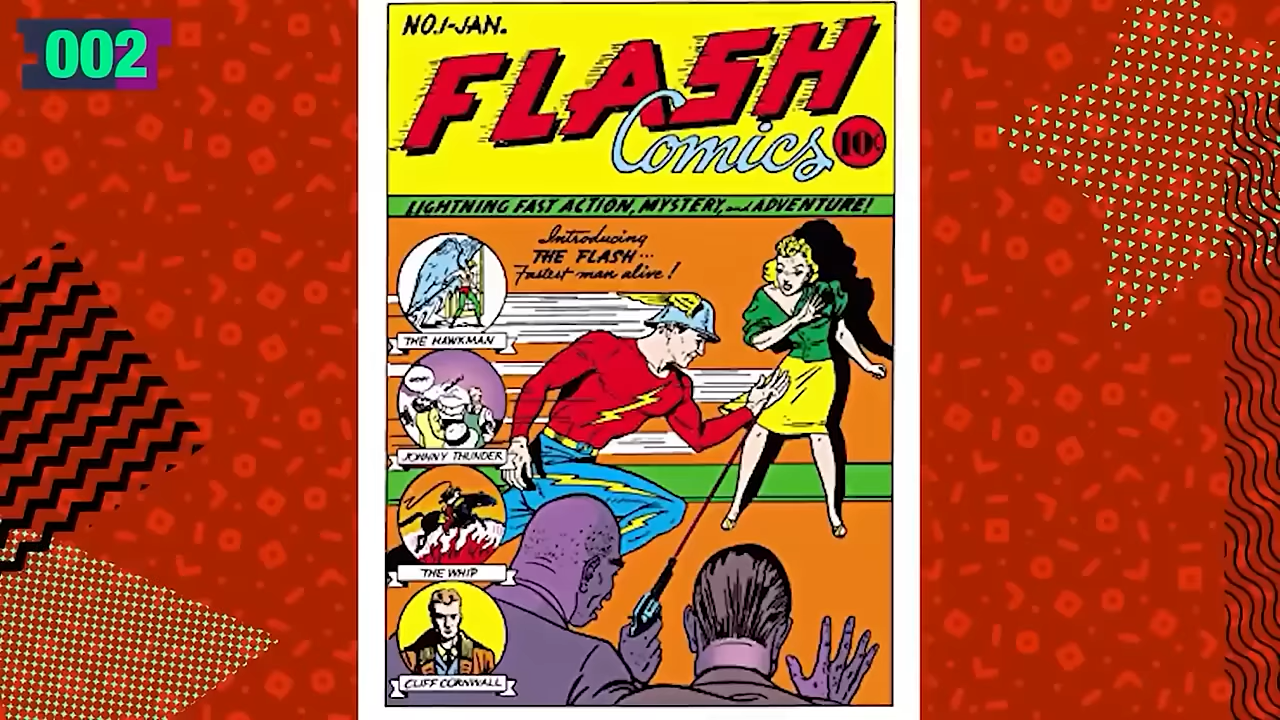 002
NO.1-JAN.
FLASH
Comics
10¢
LIGHTNING FAST ACTION, MYSTERY, and ADVENTURE!
Introducing
THE FLASH...
Fastest man alive!
THE HAWKMAN
JOHNNY THUNDER
THE WHIP
CLIFF CORNWALL